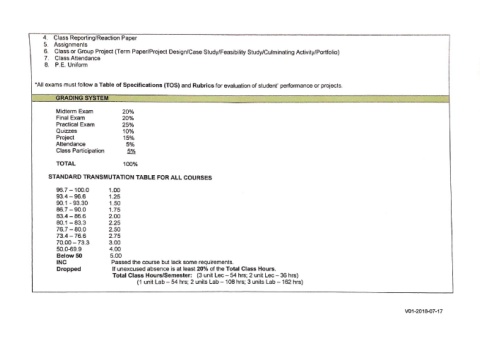 4. Class Reporting/Reaction Paper
5. Assignments
6. Class or Group Project (Term Paper/Project Design/Case Study/Feasibility Study/Culminating Activity/Portfolio)
7. Class Attendance
8. P.E. Uniform
*All exams must follow a Table of Specifications (TOS) and Rubrics for evaluation of student' performance or projects.
GRADING SYSTEM
Midterm Exam 20%
Final Exam 20%
Practical Exam 25%
Quizzes 10%
Project 15%
Attendance 5%
Class Participation 5%
TOTAL 100%
STANDARD TRANSMUTATION TABLE FOR ALL COURSES
96.7 – 100.0 1.00
93.4 – 96.6 1.25
90.1 - 93.30 1.50
86.7 – 90.0 1.75
83.4 – 86.6 2.00
80.1 – 83.3 2.25
76.7 – 80.0 2.50
73.4 – 76.6 2.75
70.00 – 73.3 3.00
50.0-69.9 4.00
Below 50 5.00
INC Passed the course but lack some requirements.
Dropped If unexcused absence is at least 20% of the Total Class Hours.
Total Class Hours/Semester: (3 unit Lec – 54 hrs; 2 unit Lec – 36 hrs)
(1 unit Lab – 54 hrs; 2 units Lab – 108 hrs; 3 units Lab – 162 hrs)
V01-2018-07-17